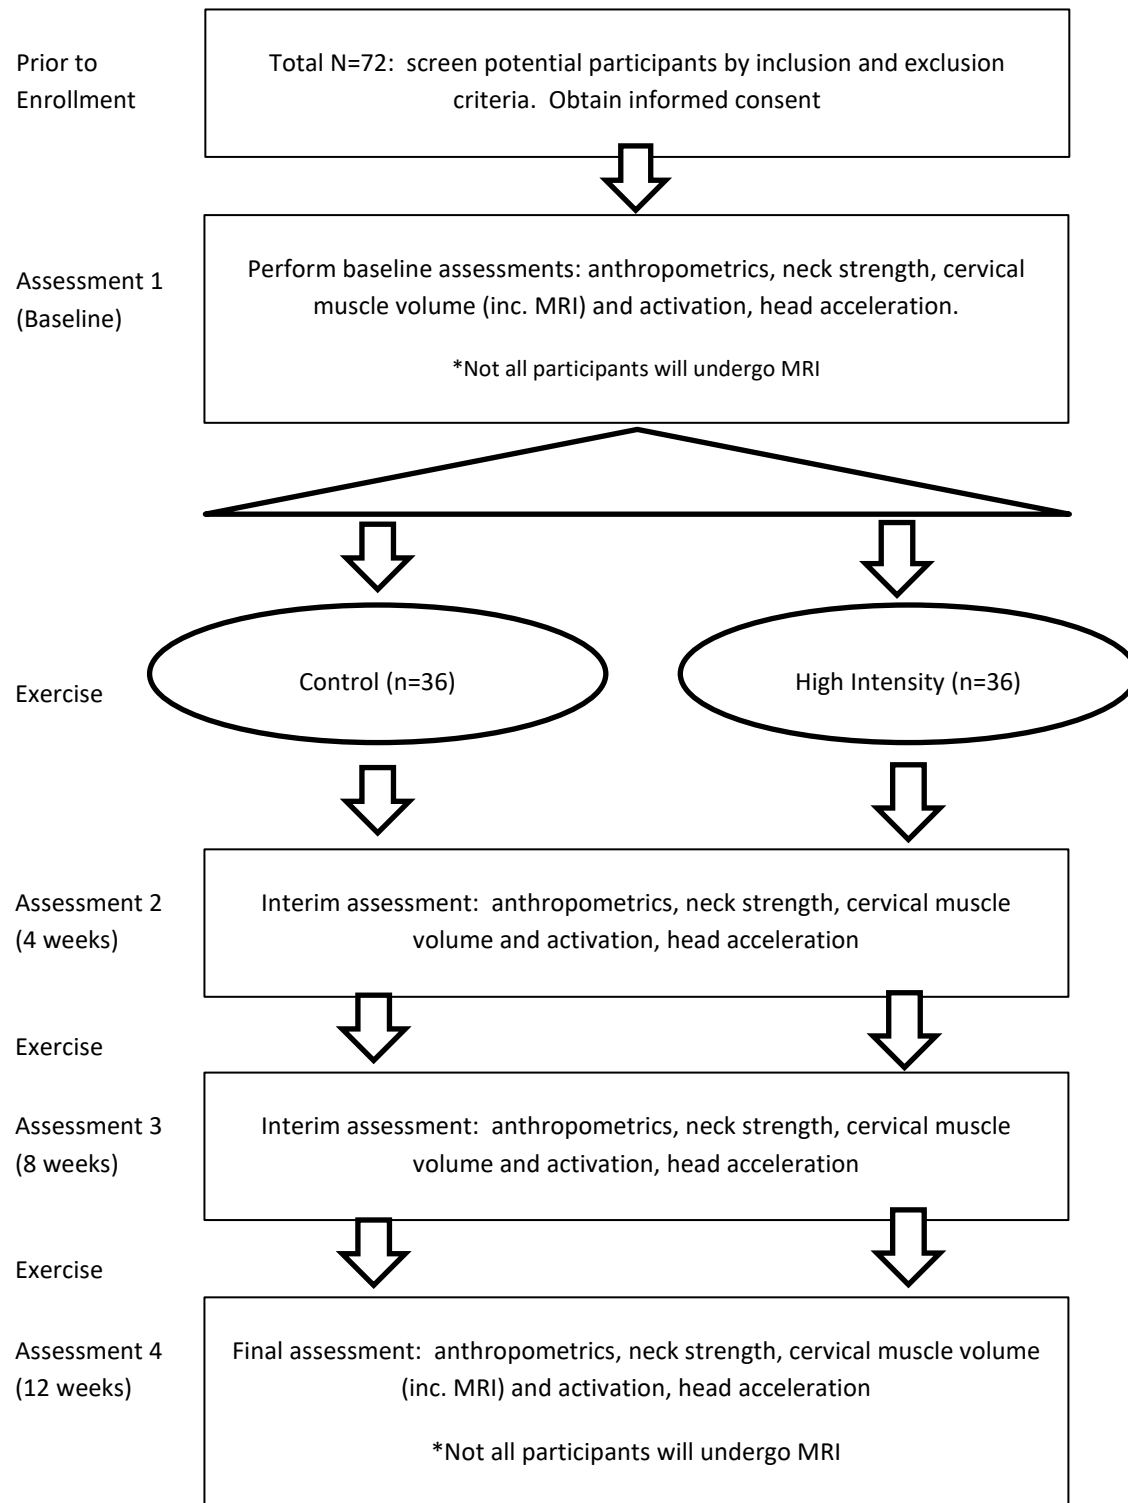 Prior to
Enrollment
Total N=72:  screen potential participants by inclusion and exclusion
criteria.  Obtain informed consent
Assessment 1
(Baseline)
Perform baseline assessments: anthropometrics, neck strength, cervical
muscle volume (inc. MRI) and activation, head acceleration.
*Not all participants will undergo MRI
Exercise
Control (n=36)
High Intensity (n=36)
Assessment 2
(4 weeks)
Interim assessment:  anthropometrics, neck strength, cervical muscle
volume and activation, head acceleration
Exercise
Assessment 3
(8 weeks)
Interim assessment:  anthropometrics, neck strength, cervical muscle
volume and activation, head acceleration
Exercise
Assessment 4
(12 weeks)
Final assessment:  anthropometrics, neck strength, cervical muscle volume
(inc. MRI) and activation, head acceleration
*Not all participants will undergo MRI